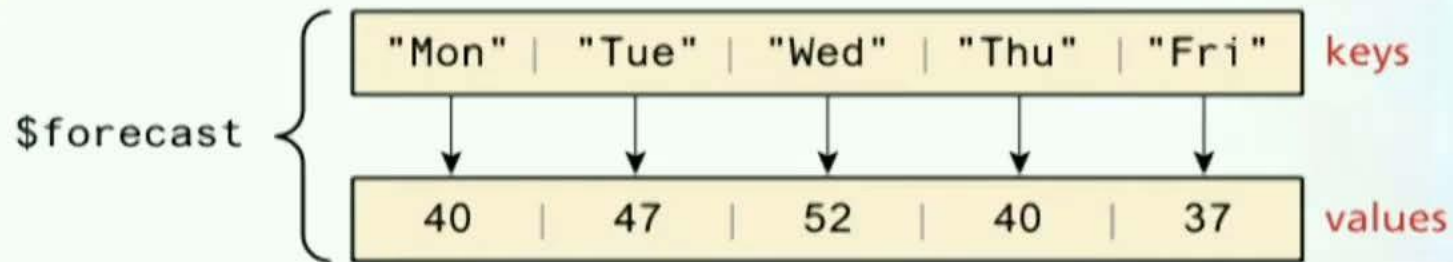 "Mon" | "Tue" | "Wed" | "Thu" | "Fri" keys
$forecast
40 | 47 | 52 | 40 | 37 values